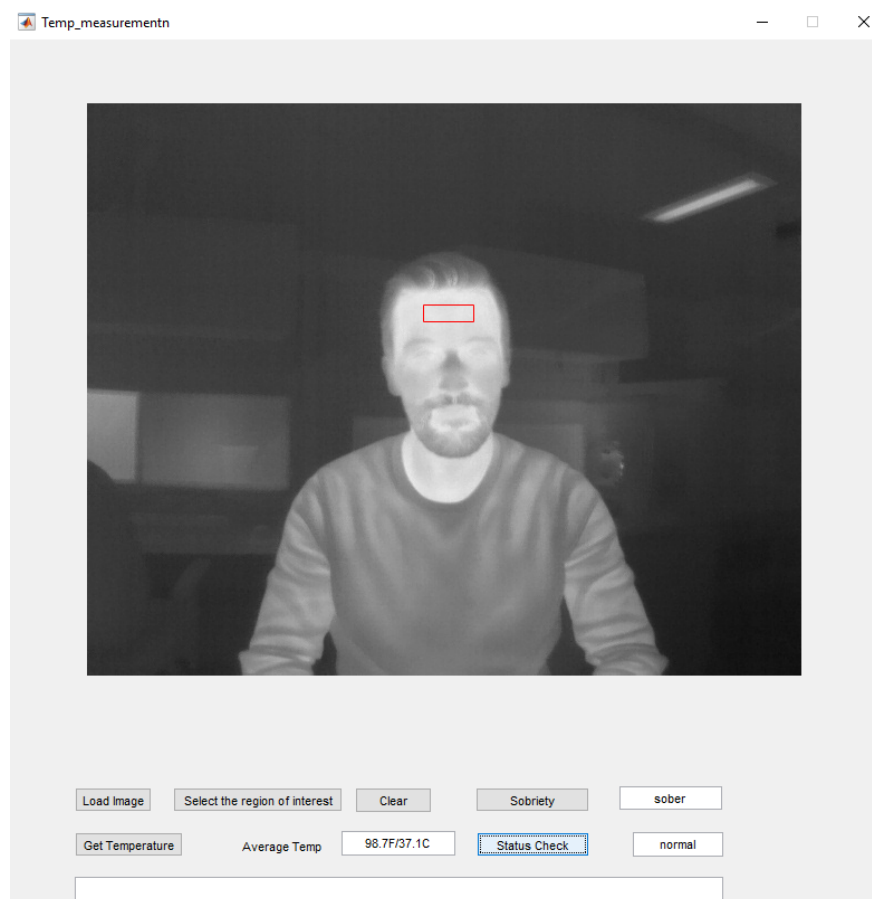 Temp_measurementn
Load Image Select the region of interest Clear Sobriety sober
Get Temperature Average Temp 98.7F/37.1C Status Check normal